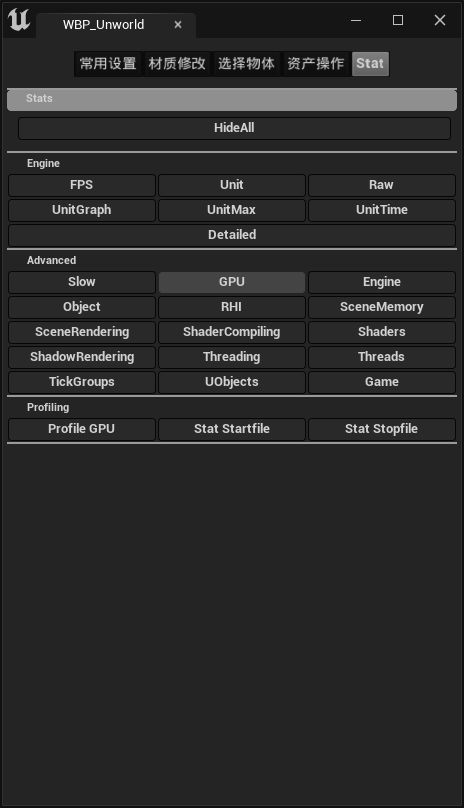 WBP_Unworld
常用设置 材质修改 选择物体 资产操作 Stat
Stats
HideAll
Engine
FPS Unit Raw
UnitGraph UnitMax UnitTime
Detailed
Advanced
Slow GPU Engine
Object RHI SceneMemory
SceneRendering ShaderCompiling Shaders
ShadowRendering Threading Threads
TickGroups UObjects Game
Profiling
Profile GPU Stat Startfile Stat Stopfile